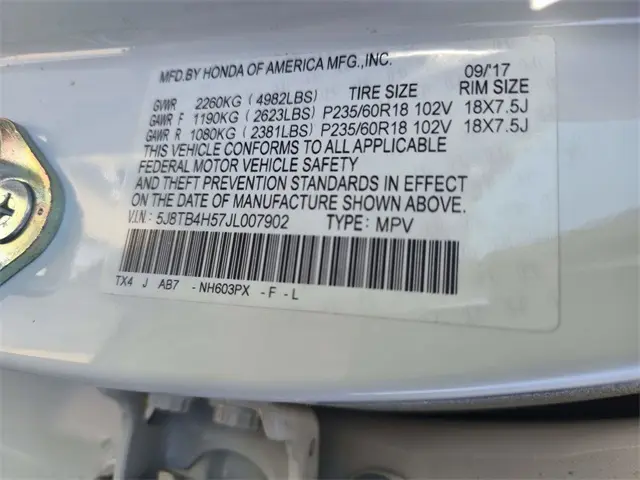 MFD.BY HONDA OF AMERICA MFG.,INC. 09/'17
GVWR 2260KG (4982LBS) TIRE SIZE RIM SIZE
GAWR F 1190KG (2623LBS) P235/60R18 102V 18X7.5J
GAWR R 1080KG (2381LBS) P235/60R18 102V 18X7.5J
THIS VEHICLE CONFORMS TO ALL APPLICABLE
FEDERAL MOTOR VEHICLE SAFETY
AND THEFT PREVENTION STANDARDS IN EFFECT
ON THE DATE OF MANUFACTURE SHOWN ABOVE.
V.I.N.: 5J8TB4H57JL007902 TYPE: MPV
TX4 J AB7 -NH603PX -F -L